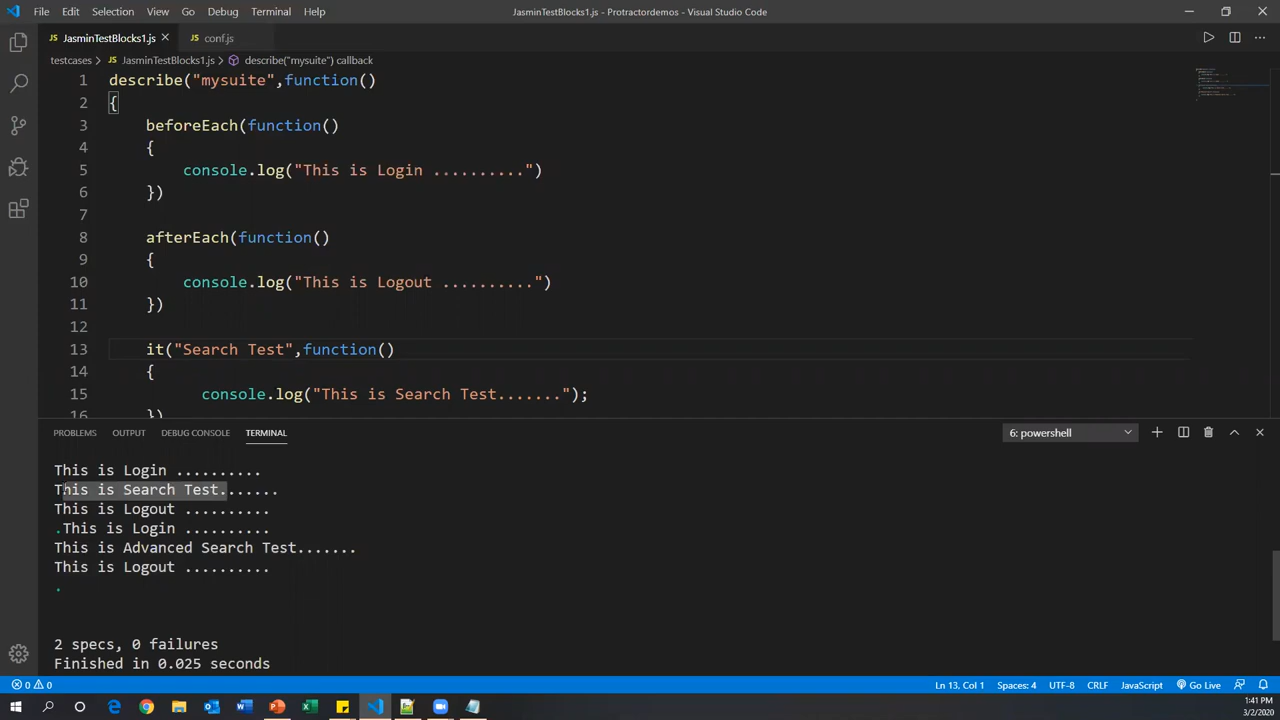 File Edit Selection View Go Debug Terminal Help JasminTestBlocks1.js - Protractordemos - Visual Studio Code
JS JasminTestBlocks1.js JS conf.js
testcases > JS JasminTestBlocks1.js > describe("mysuite") callback
1 describe("mysuite",function()
2 {
3 beforeEach(function()
4 {
5 console.log("This is Login ..........")
6 })
7
8 afterEach(function()
9 {
10 console.log("This is Logout ..........")
11 })
12
13 it("Search Test",function()
14 {
15 console.log("This is Search Test.......");
16 })
PROBLEMS OUTPUT DEBUG CONSOLE TERMINAL 6: powershell
This is Login ..........
This is Search Test.......
This is Logout ..........
.This is Login ..........
This is Advanced Search Test.......
This is Logout ..........
.
2 specs, 0 failures
Finished in 0.025 seconds
0 0 Ln 13, Col 1 Spaces: 4 UTF-8 CRLF JavaScript Go Live
1:41 PM
3/2/2020